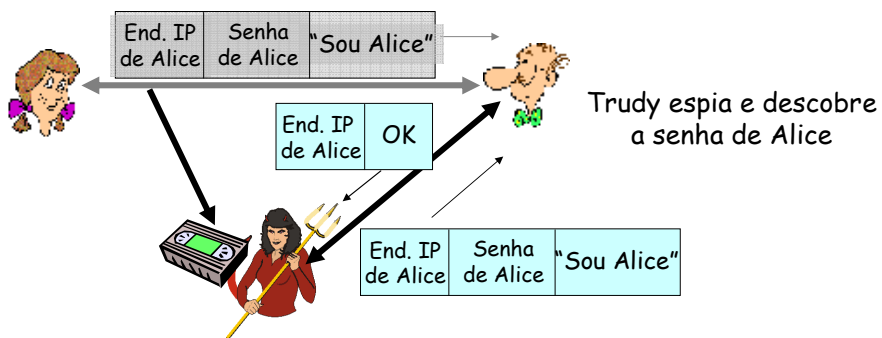 End. IP
de Alice
Senha
de Alice
“Sou Alice”
Trudy espia e descobre
a senha de Alice
End. IP
de Alice
OK
End. IP
de Alice
Senha
de Alice
“Sou Alice”